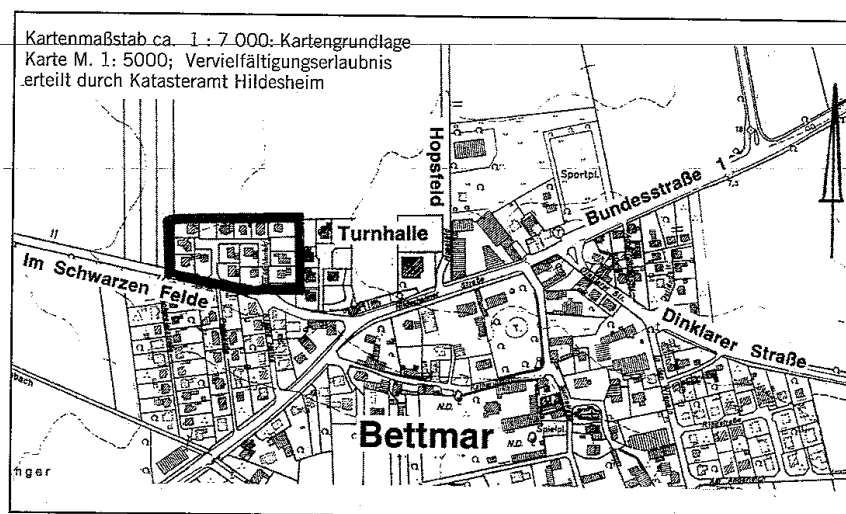 Kartenmaßstab ca. 1 : 7 000: Kartengrundlage
Karte M. 1: 5000; Vervielfältigungserlaubnis
erteilt durch Katasteramt Hildesheim
Hopsfeld
Sportpl.
Bundesstraße 1
Turnhalle
Im Schwarzen Felde
Straße
Dinklarer Straße
bach
N.D.
Bettmar
N.D.
Spielpl.
nger